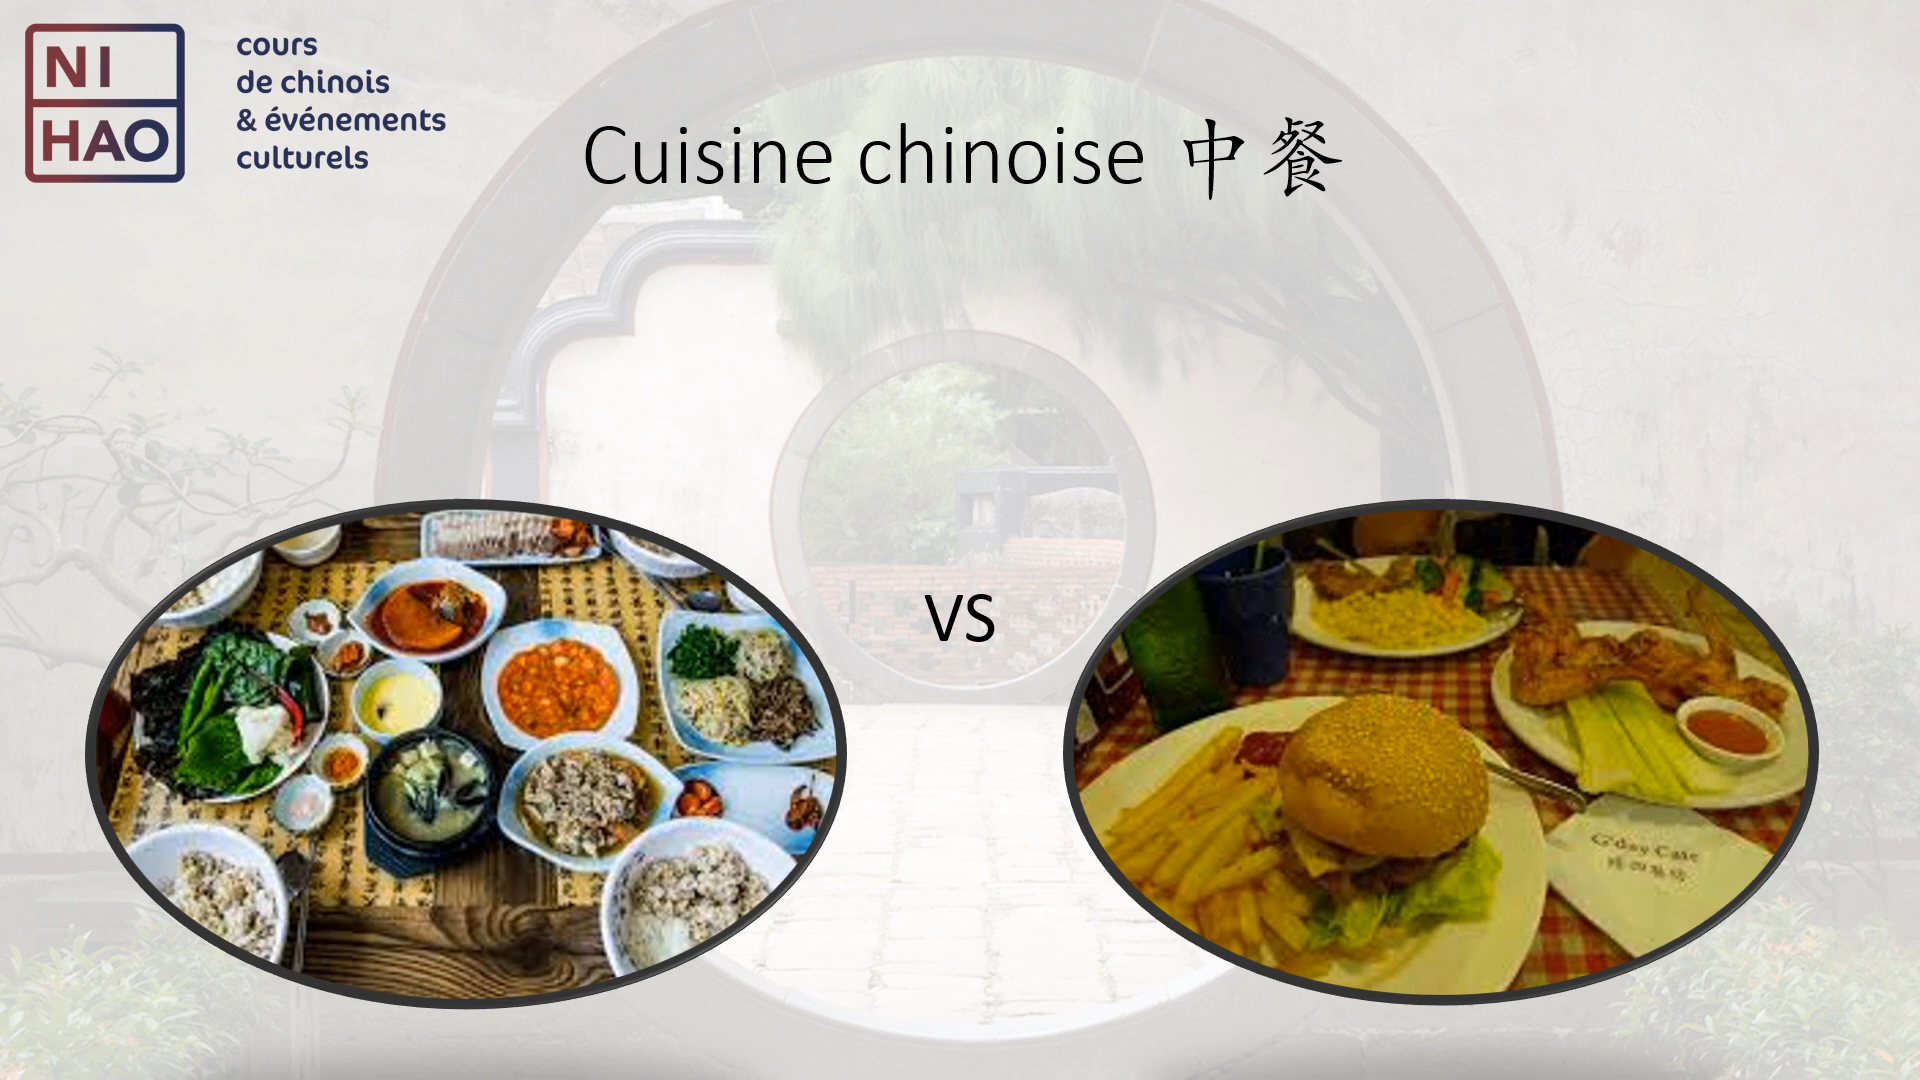 NI
HAO
cours
de chinois
& événements
culturels
Cuisine chinoise 中餐
vs
G'day Cafe